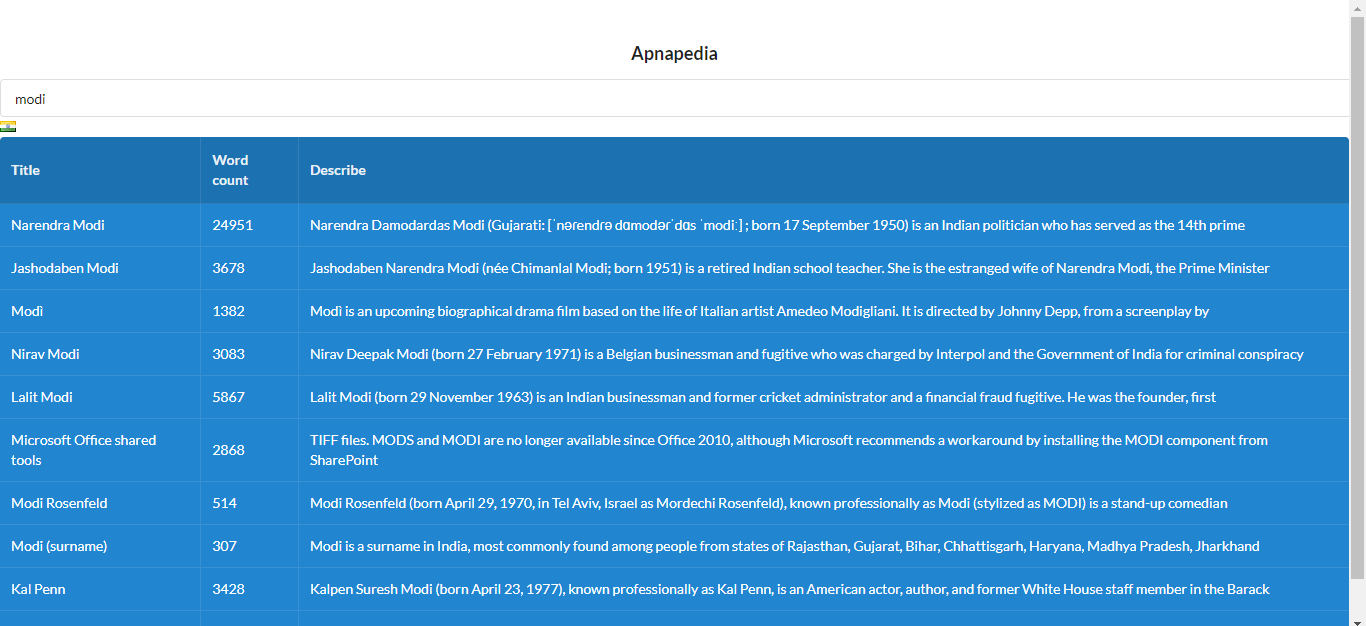 Apnapedia
modi
Title
Word
count
Describe
Narendra Modi
24951
Narendra Damodardas Modi (Gujarati: [ˈnəɾendɾə dɑmodəɾˈdɑs ˈmodiː] ; born 17 September 1950) is an Indian politician who has served as the 14th prime
Jashodaben Modi
3678
Jashodaben Narendra Modi (née Chimanlal Modi; born 1951) is a retired Indian school teacher. She is the estranged wife of Narendra Modi, the Prime Minister
Modì
1382
Modì is an upcoming biographical drama film based on the life of Italian artist Amedeo Modigliani. It is directed by Johnny Depp, from a screenplay by
Nirav Modi
3083
Nirav Deepak Modi (born 27 February 1971) is a Belgian businessman and fugitive who was charged by Interpol and the Government of India for criminal conspiracy
Lalit Modi
5867
Lalit Modi (born 29 November 1963) is an Indian businessman and former cricket administrator and a financial fraud fugitive. He was the founder, first
Microsoft Office shared
tools
2868
TIFF files. MODS and MODI are no longer available since Office 2010, although Microsoft recommends a workaround by installing the MODI component from
SharePoint
Modi Rosenfeld
514
Modi Rosenfeld (born April 29, 1970, in Tel Aviv, Israel as Mordechi Rosenfeld), known professionally as Modi (stylized as MODI) is a stand-up comedian
Modi (surname)
307
Modi is a surname in India, most commonly found among people from states of Rajasthan, Gujarat, Bihar, Chhattisgarh, Haryana, Madhya Pradesh, Jharkhand
Kal Penn
3428
Kalpen Suresh Modi (born April 23, 1977), known professionally as Kal Penn, is an American actor, author, and former White House staff member in the Barack